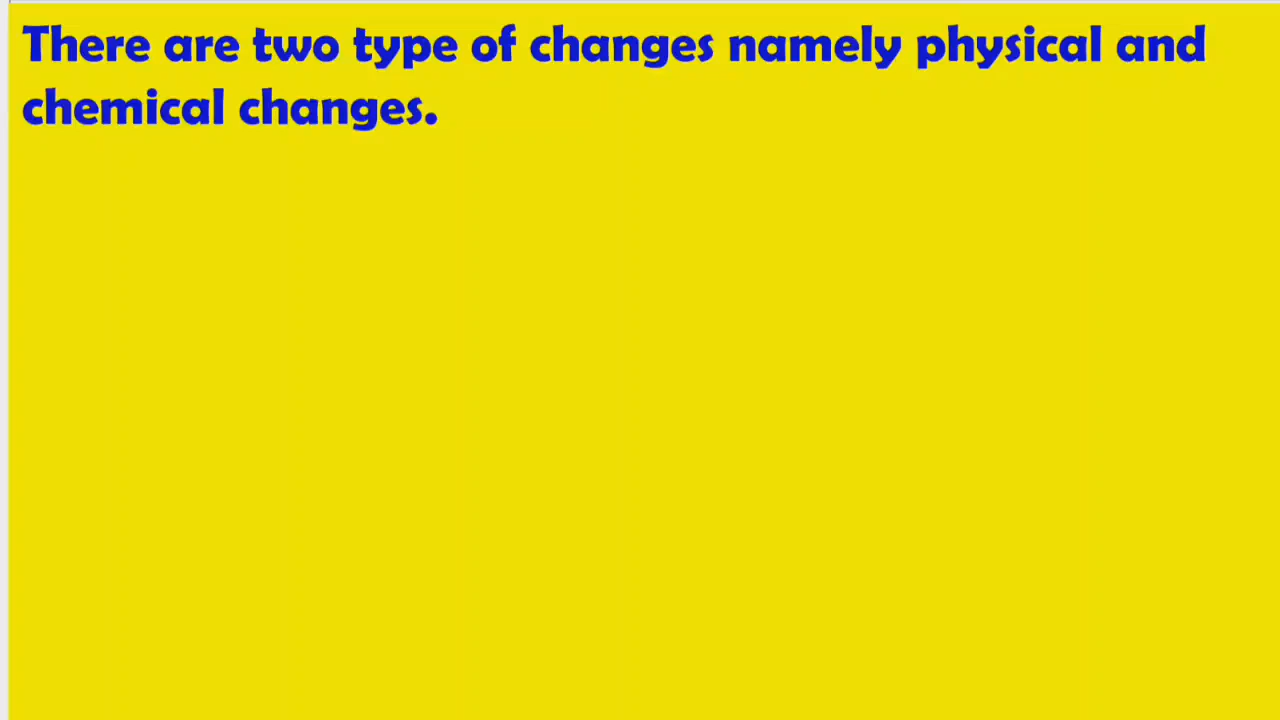 There are two type of changes namely physical and
chemical changes.